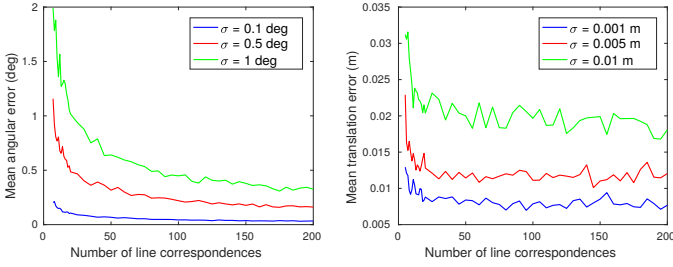 Mean angular error (deg)
2
1.5
1
0.5
0
σ = 0.1 deg
σ = 0.5 deg
σ = 1 deg
0 50 100 150 200
Number of line correspondences
Mean translation error (m)
0.035
0.03
0.025
0.02
0.015
0.01
0.005
σ = 0.001 m
σ = 0.005 m
σ = 0.01 m
0 50 100 150 200
Number of line correspondences